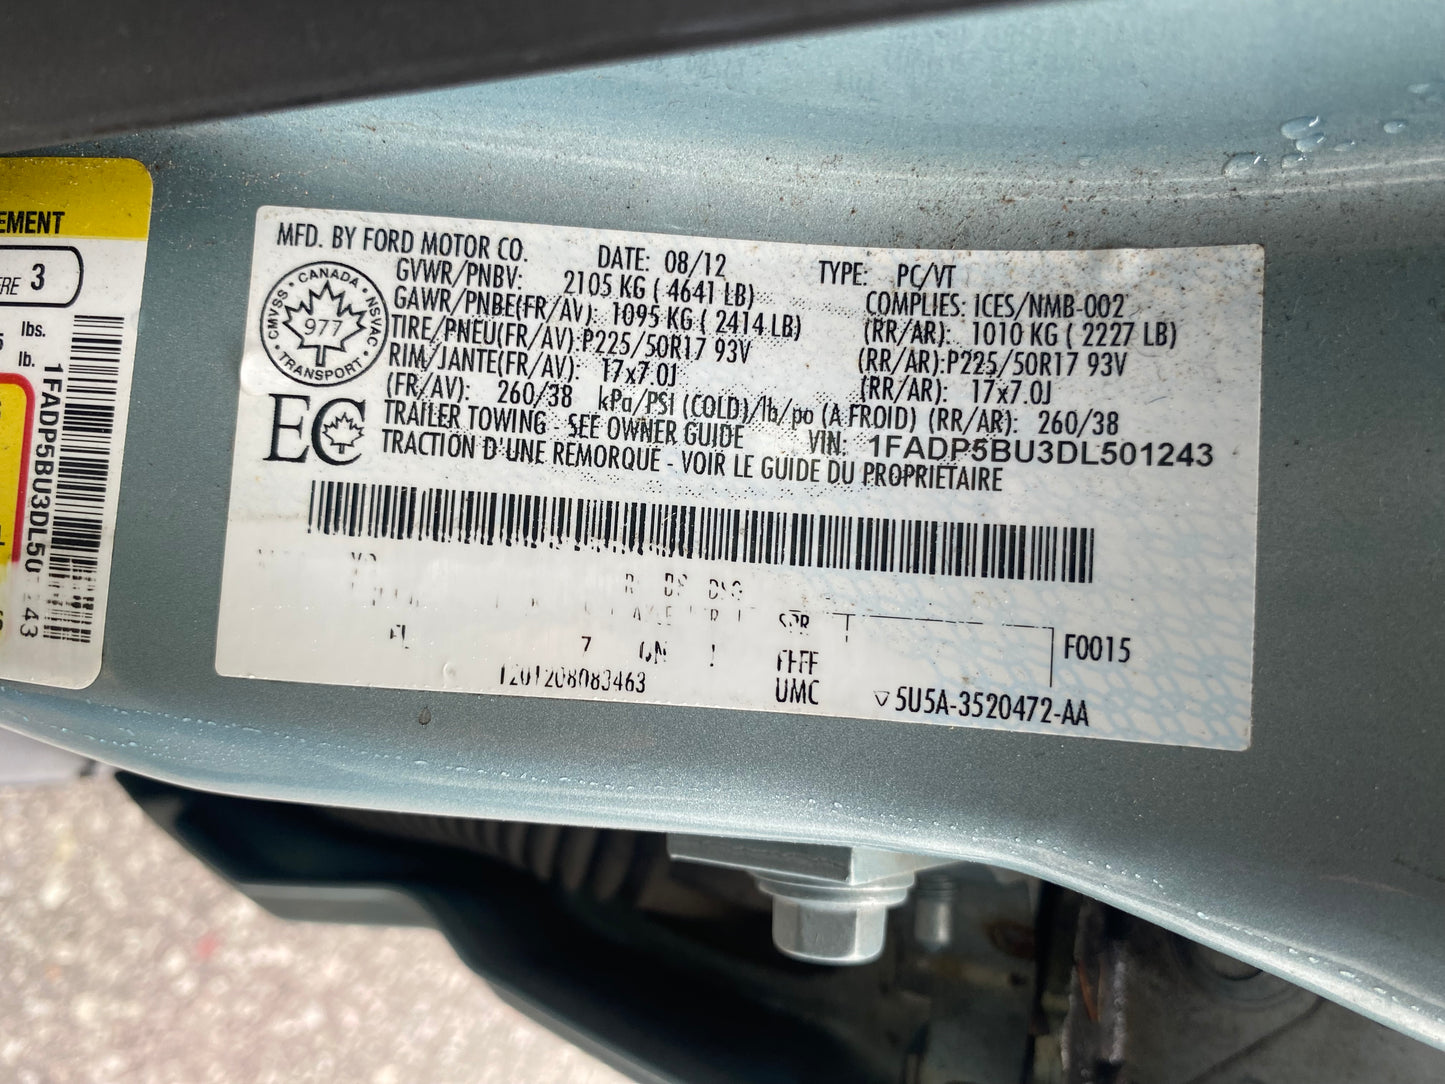 MFD. BY FORD MOTOR CO. DATE: 08/12 TYPE: PC/VT
GVWR/PNBV: 2105 KG ( 4641 LB) COMPLIES: ICES/NMB-002
GAWR/PNBE(FR/AV): 1095 KG ( 2414 LB) (RR/AR): 1010 KG ( 2227 LB)
TIRE/PNEU(FR/AV): P225/50R17 93V (RR/AR): P225/50R17 93V
RIM/JANTE(FR/AV): 17x7.0J (RR/AR): 17x7.0J
(FR/AV): 260/38 kPa/PSI (COLD)/lb/po (A FROID) (RR/AR): 260/38
TRAILER TOWING - SEE OWNER GUIDE VIN: 1FADP5BU3DL501243
TRACTION D'UNE REMORQUE - VOIR LE GUIDE DU PROPRIETAIRE
CANADA
CMVSS · NSVAC
977
TRANSPORT
EC
F0015
UMC
▽ 5U5A-3520472-AA
EMENT
3
lbs.
lb.